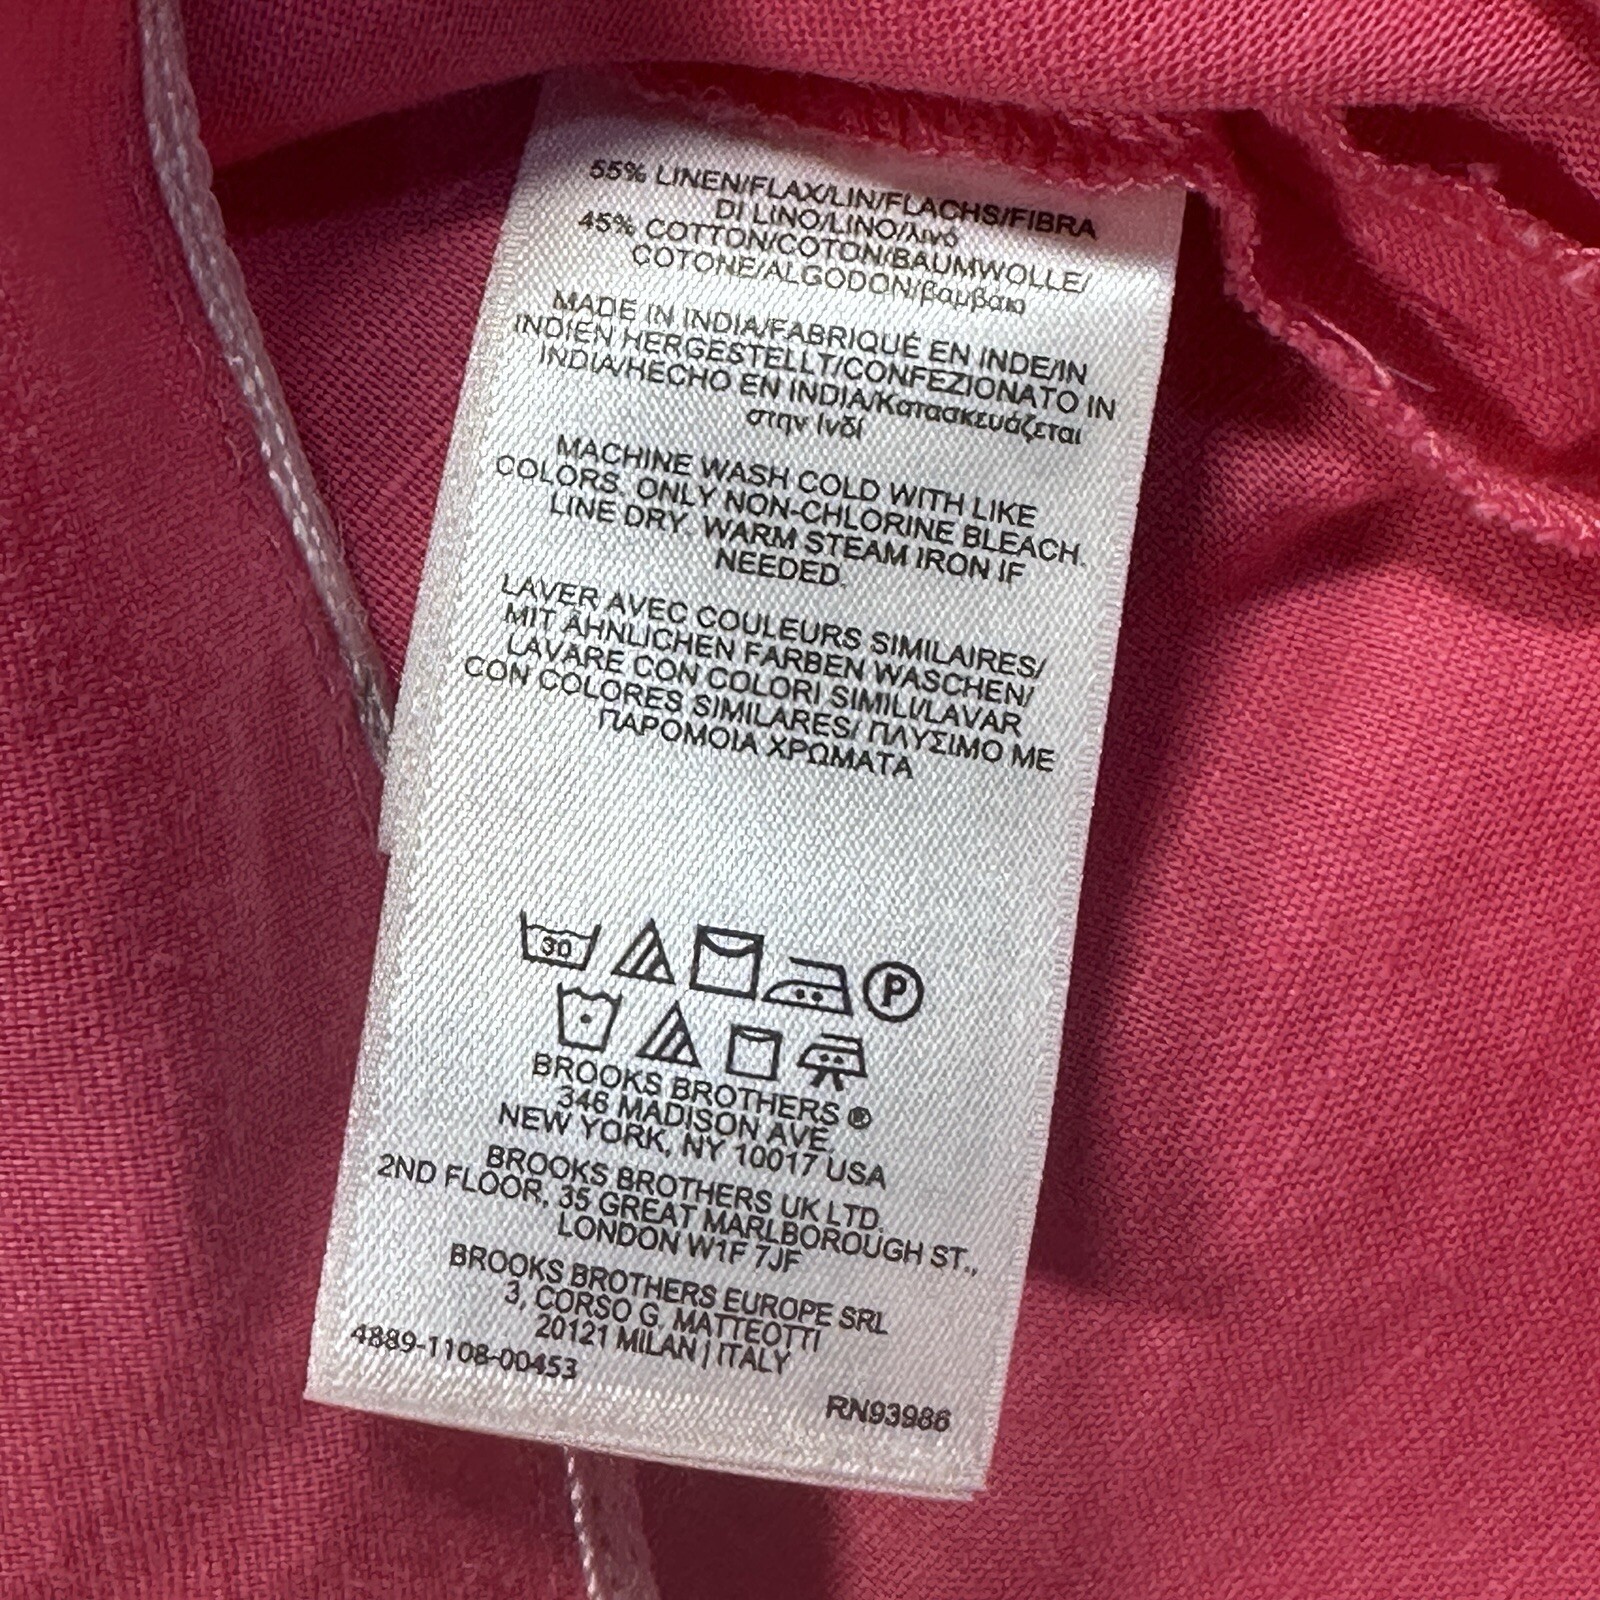 55% LINEN/FLAX/LIN/FLACHS/FIBRA
DI LINO/LINO/λινό
45% COTTON/COTON/BAUMWOLLE/
COTONE/ALGODON/βαμβάκι
MADE IN INDIA/FABRIQUÉ EN INDE/IN
INDIEN HERGESTELLT/CONFEZIONATO IN
INDIA/HECHO EN INDIA/Κατασκευάζεται
στην Ινδί
MACHINE WASH COLD WITH LIKE
COLORS. ONLY NON-CHLORINE BLEACH.
LINE DRY. WARM STEAM IRON IF
NEEDED.
LAVER AVEC COULEURS SIMILAIRES/
MIT ÄHNLICHEN FARBEN WASCHEN/
LAVARE CON COLORI SIMILI/LAVAR
CON COLORES SIMILARES/ ΠΛΥΣΙΜΟ ΜΕ
ΠΑΡΟΜΟΙΑ ΧΡΩΜΑΤΑ
30 P
BROOKS BROTHERS ®
346 MADISON AVE.
NEW YORK, NY 10017 USA
BROOKS BROTHERS UK LTD.
2ND FLOOR, 35 GREAT MARLBOROUGH ST.,
LONDON W1F 7JF
BROOKS BROTHERS EUROPE SRL
3, CORSO G. MATTEOTTI
20121 MILAN | ITALY
4889-1108-00453
RN93986